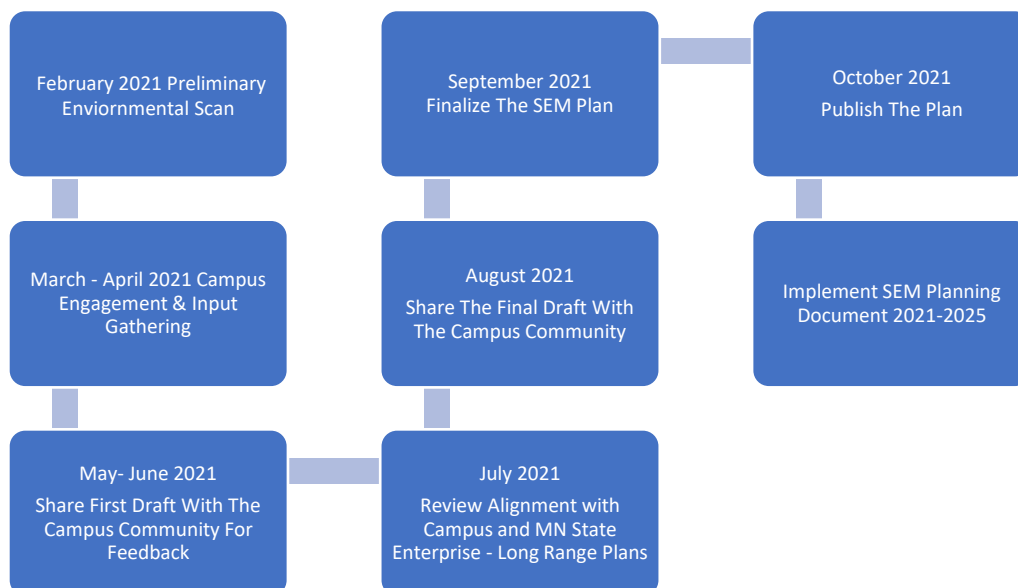 February 2021 Preliminary
Enviornmental Scan
March - April 2021 Campus
Engagement & Input
Gathering
May- June 2021
Share First Draft With The
Campus Community For
Feedback
July 2021
Review Alignment with
Campus and MN State
Enterprise - Long Range Plans
August 2021
Share The Final Draft With
The Campus Community
September 2021
Finalize The SEM Plan
October 2021
Publish The Plan
Implement SEM Planning
Document 2021-2025